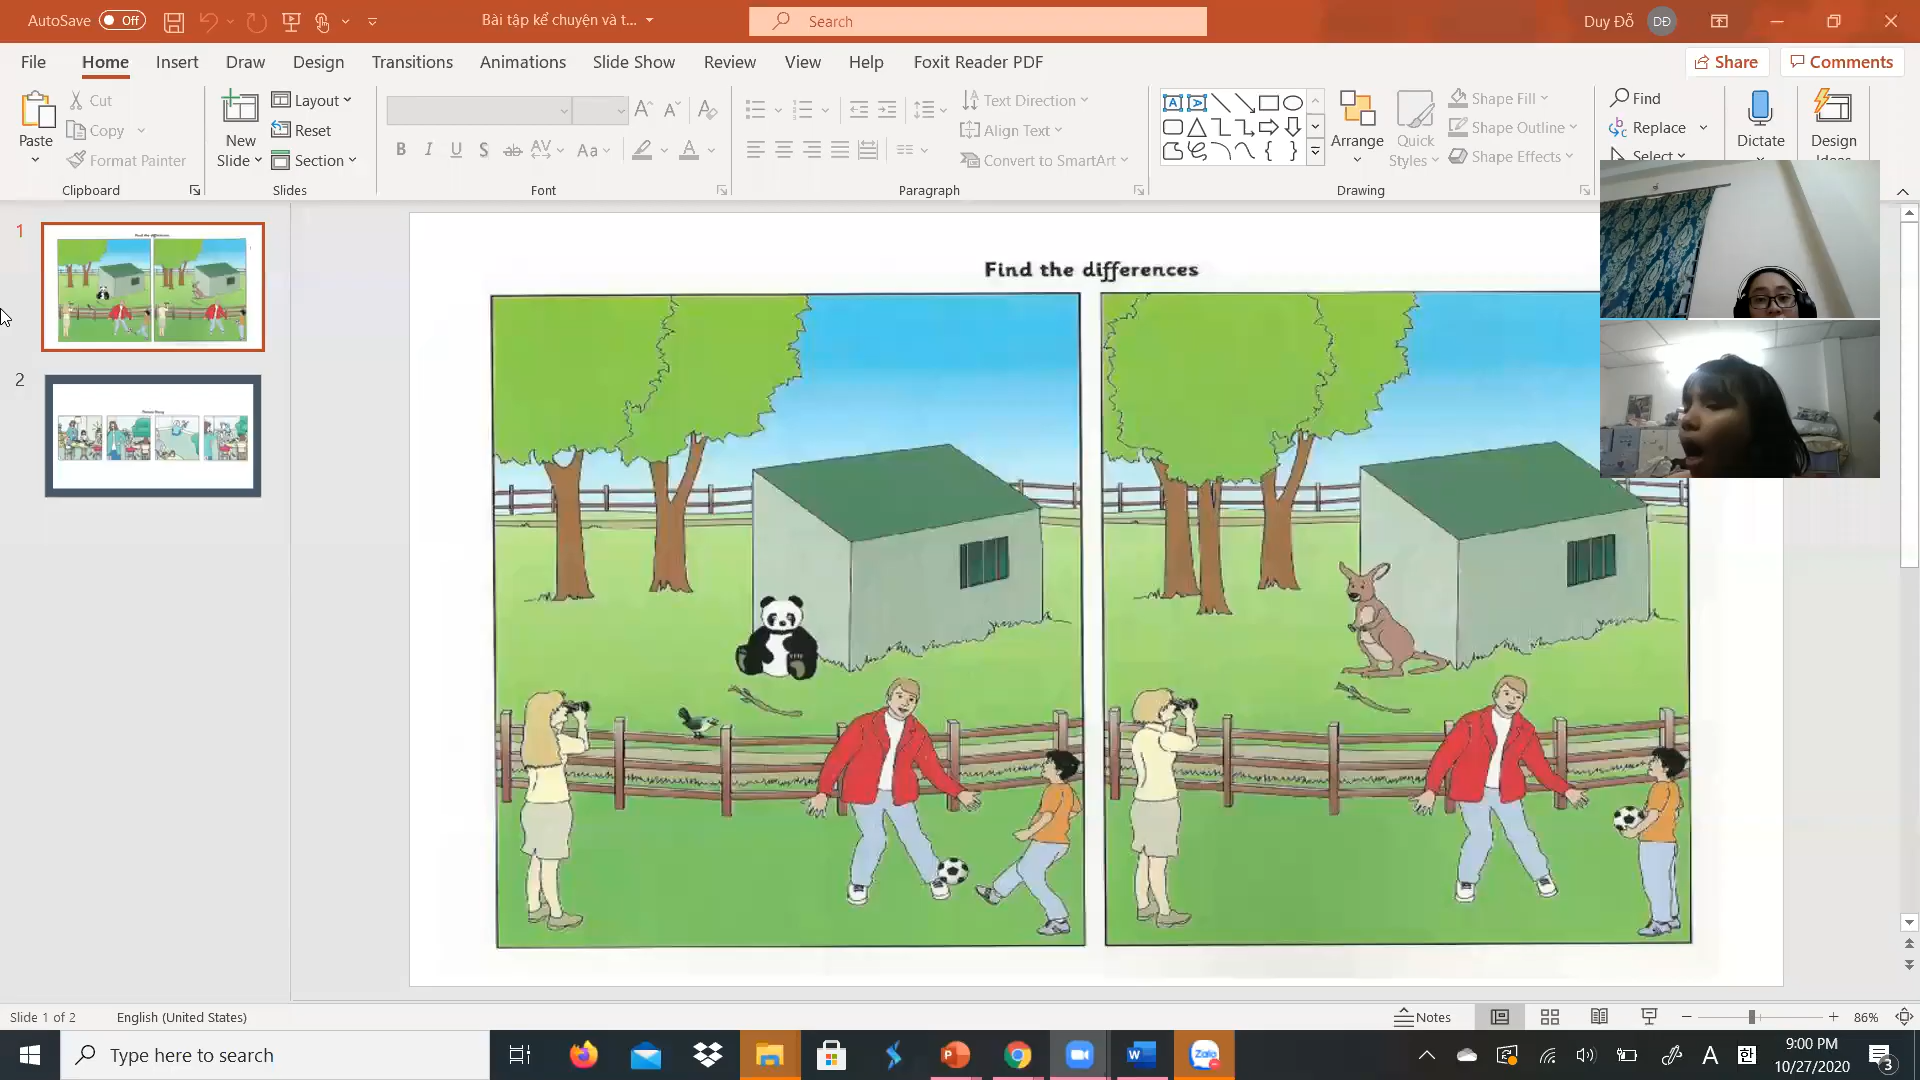 AutoSave Off
Bài tập kể chuyện và t...
Search
Duy Đỗ DĐ
File Home Insert Draw Design Transitions Animations Slide Show Review View Help Foxit Reader PDF
Share Comments
Paste
Cut
Copy
Format Painter
Clipboard
New Slide
Layout
Reset
Section
Slides
Font
Text Direction
Align Text
Convert to SmartArt
Paragraph
Arrange
Quick Styles
Shape Fill
Shape Outline
Shape Effects
Drawing
Find
Replace
Select
Dictate
Design
1
2
Find the differences
Slide 1 of 2 English (United States)
Notes 86%
Type here to search
Zalo
A 한
9:00 PM
10/27/2020
3